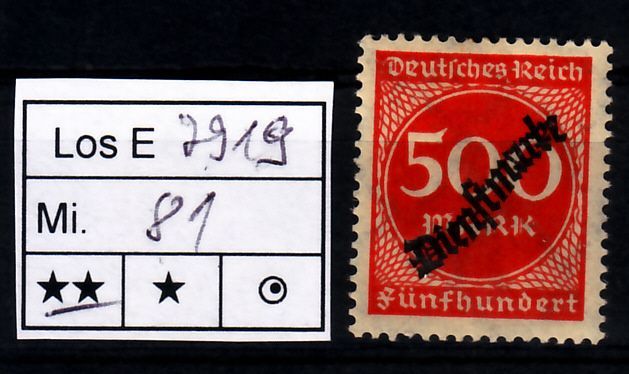 Los E 7919
Mi. 81
★★ ★ ☉
Deutsches Reich
500
Mark
Dienstmarke
Fünfhundert